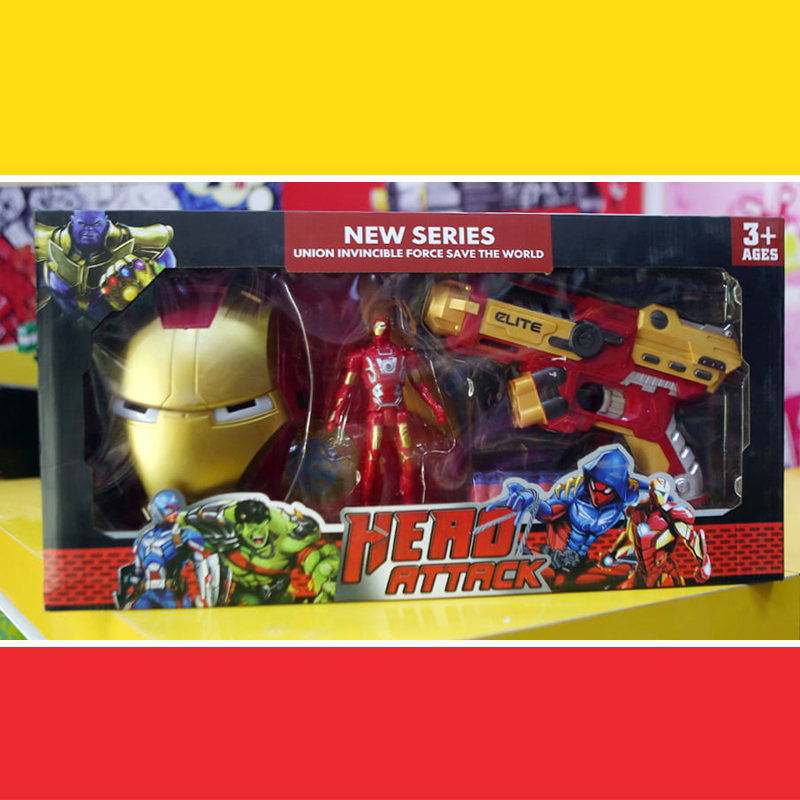 NEW SERIES
UNION INVINCIBLE FORCE SAVE THE WORLD
3+
AGES
ELITE
HERO
ATTACK